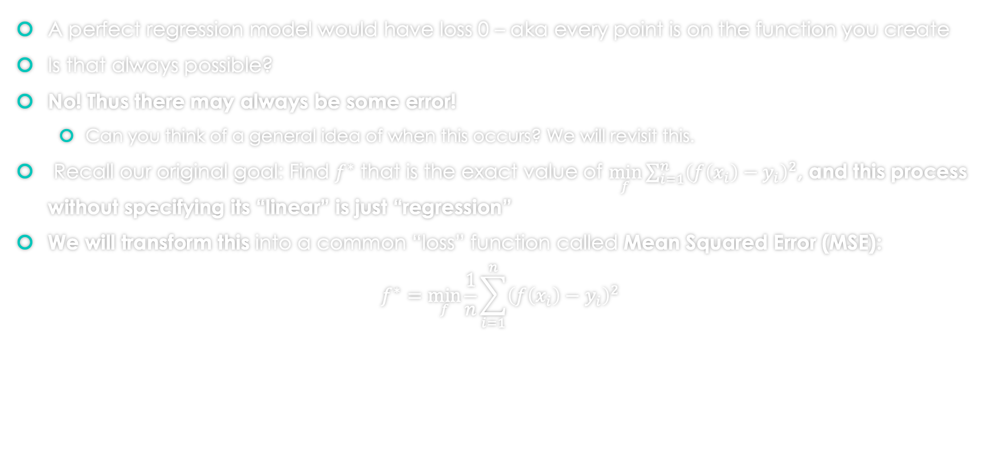 A perfect regression model would have loss 0 – aka every point is on the function you create
Is that always possible?
No! Thus there may always be some error!
Can you think of a general idea of when this occurs? We will revisit this.
Recall our original goal: Find f* that is the exact value of min_f ∑_{i=1}^{n}(f(x_i) − y_i)², and this process
without specifying its “linear” is just “regression”
We will transform this into a common “loss” function called Mean Squared Error (MSE):
f* = min_f 1/n ∑_{i=1}^{n} (f(x_i) − y_i)²